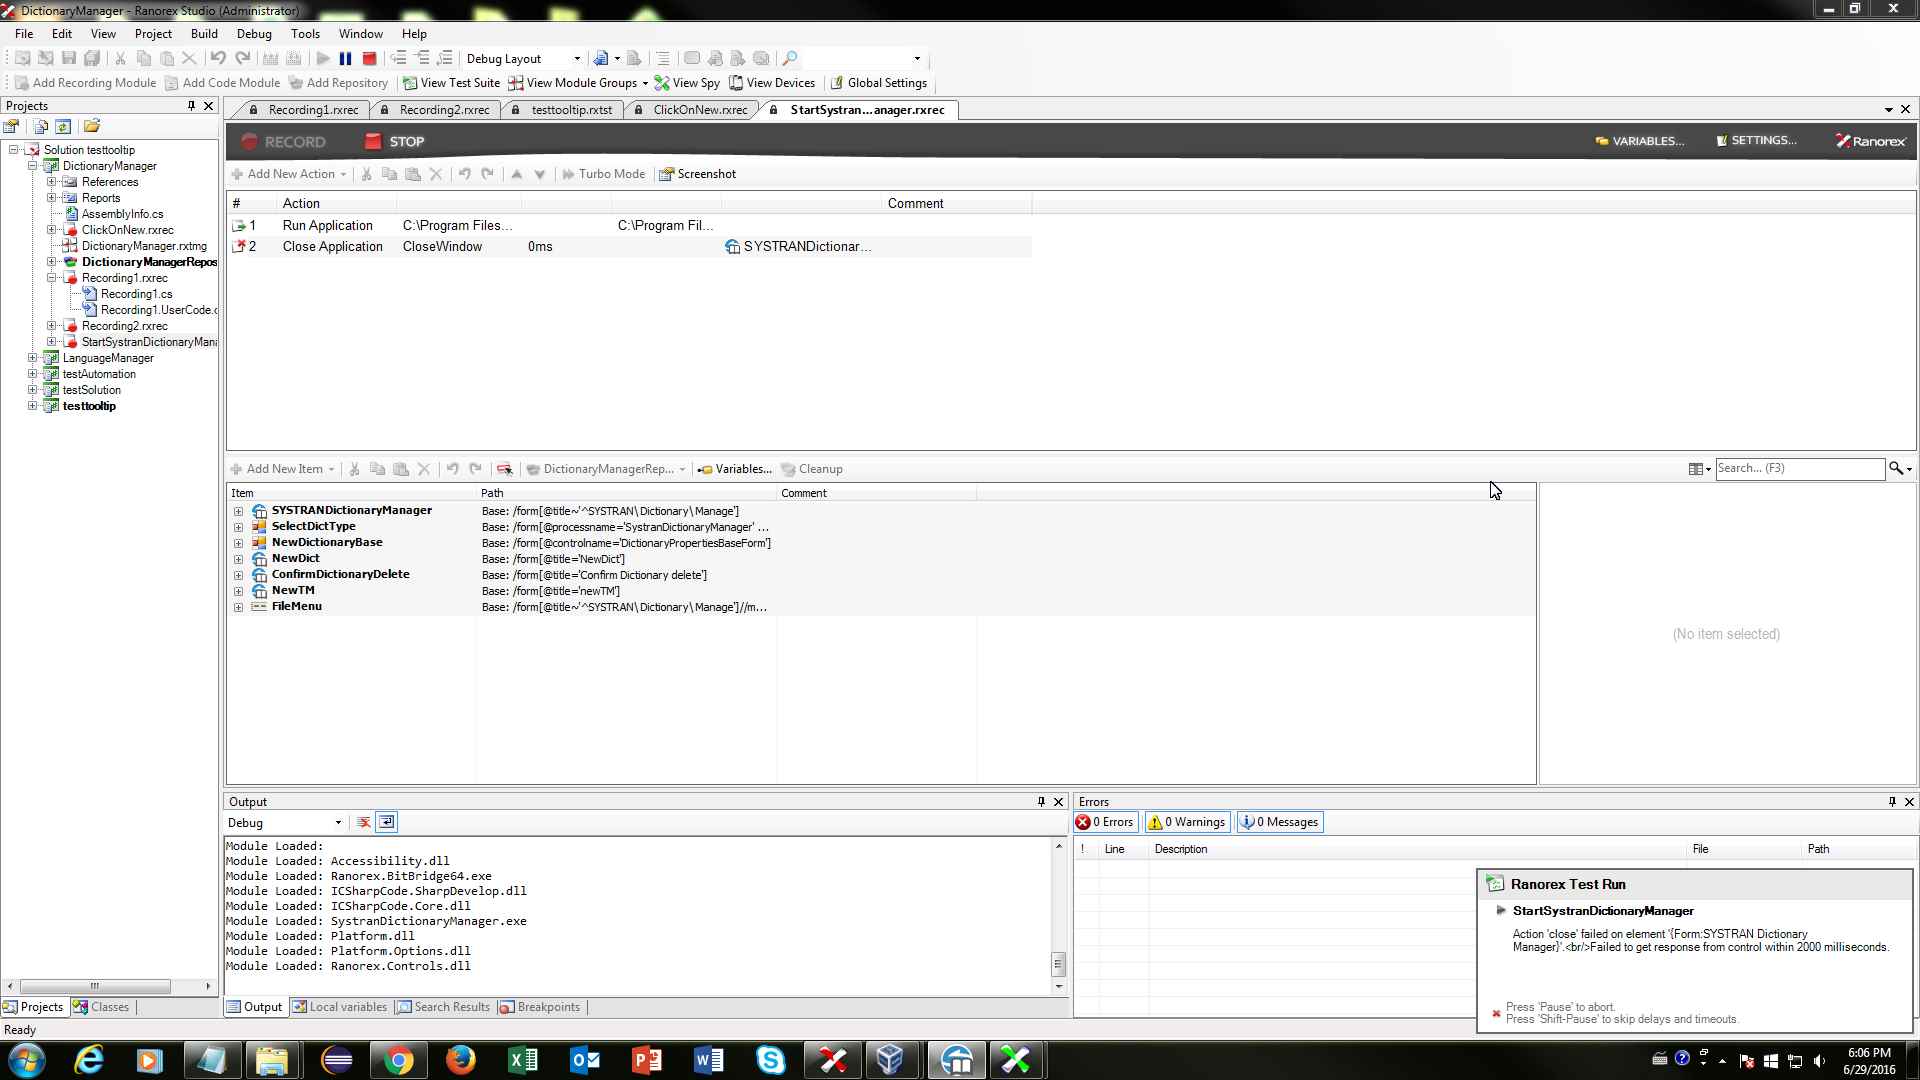 DictionaryManager - Ranorex Studio (Administrator)
File Edit View Project Build Debug Tools Window Help
Debug Layout
Add Recording Module Add Code Module Add Repository View Test Suite View Module Groups View Spy View Devices Global Settings
Projects
Recording1.rxrec Recording2.rxrec testtooltip.rxtst ClickOnNew.rxrec StartSystran...anager.rxrec
RECORD STOP VARIABLES... SETTINGS... Ranorex
Add New Action Turbo Mode Screenshot
# Action Comment
1 Run Application C:\Program Files... C:\Program Fil...
2 Close Application CloseWindow 0ms SYSTRANDictionar...
Solution testtooltip
DictionaryManager
References
Reports
AssemblyInfo.cs
ClickOnNew.rxrec
DictionaryManager.rxtmg
DictionaryManagerRepos
Recording1.rxrec
Recording1.cs
Recording1.UserCode.c
Recording2.rxrec
StartSystranDictionaryMana
LanguageManager
testAutomation
testSolution
testtooltip
Add New Item DictionaryManagerRep... Variables... Cleanup Search... (F3)
Item Path Comment
SYSTRANDictionaryManager Base: /form[@title~'^SYSTRAN\ Dictionary\ Manage']
SelectDictType Base: /form[@processname='SystranDictionaryManager' ...
NewDictionaryBase Base: /form[@controlname='DictionaryPropertiesBaseForm']
NewDict Base: /form[@title='NewDict']
ConfirmDictionaryDelete Base: /form[@title='Confirm Dictionary delete']
NewTM Base: /form[@title='newTM']
FileMenu Base: /form[@title~'^SYSTRAN\ Dictionary\ Manage']//m...
(No item selected)
Output
Debug
Module Loaded:
Module Loaded: Accessibility.dll
Module Loaded: Ranorex.BitBridge64.exe
Module Loaded: ICSharpCode.SharpDevelop.dll
Module Loaded: ICSharpCode.Core.dll
Module Loaded: SystranDictionaryManager.exe
Module Loaded: Platform.dll
Module Loaded: Platform.Options.dll
Module Loaded: Ranorex.Controls.dll
Errors
0 Errors 0 Warnings 0 Messages
! Line Description File Path
Ranorex Test Run
StartSystranDictionaryManager
Action 'close' failed on element '{Form:SYSTRAN Dictionary
Manager}'.<br/>Failed to get response from control within 2000 milliseconds.
Press 'Pause' to abort.
Press 'Shift-Pause' to skip delays and timeouts.
Projects Classes
Output Local variables Search Results Breakpoints
Ready
6:06 PM
6/29/2016